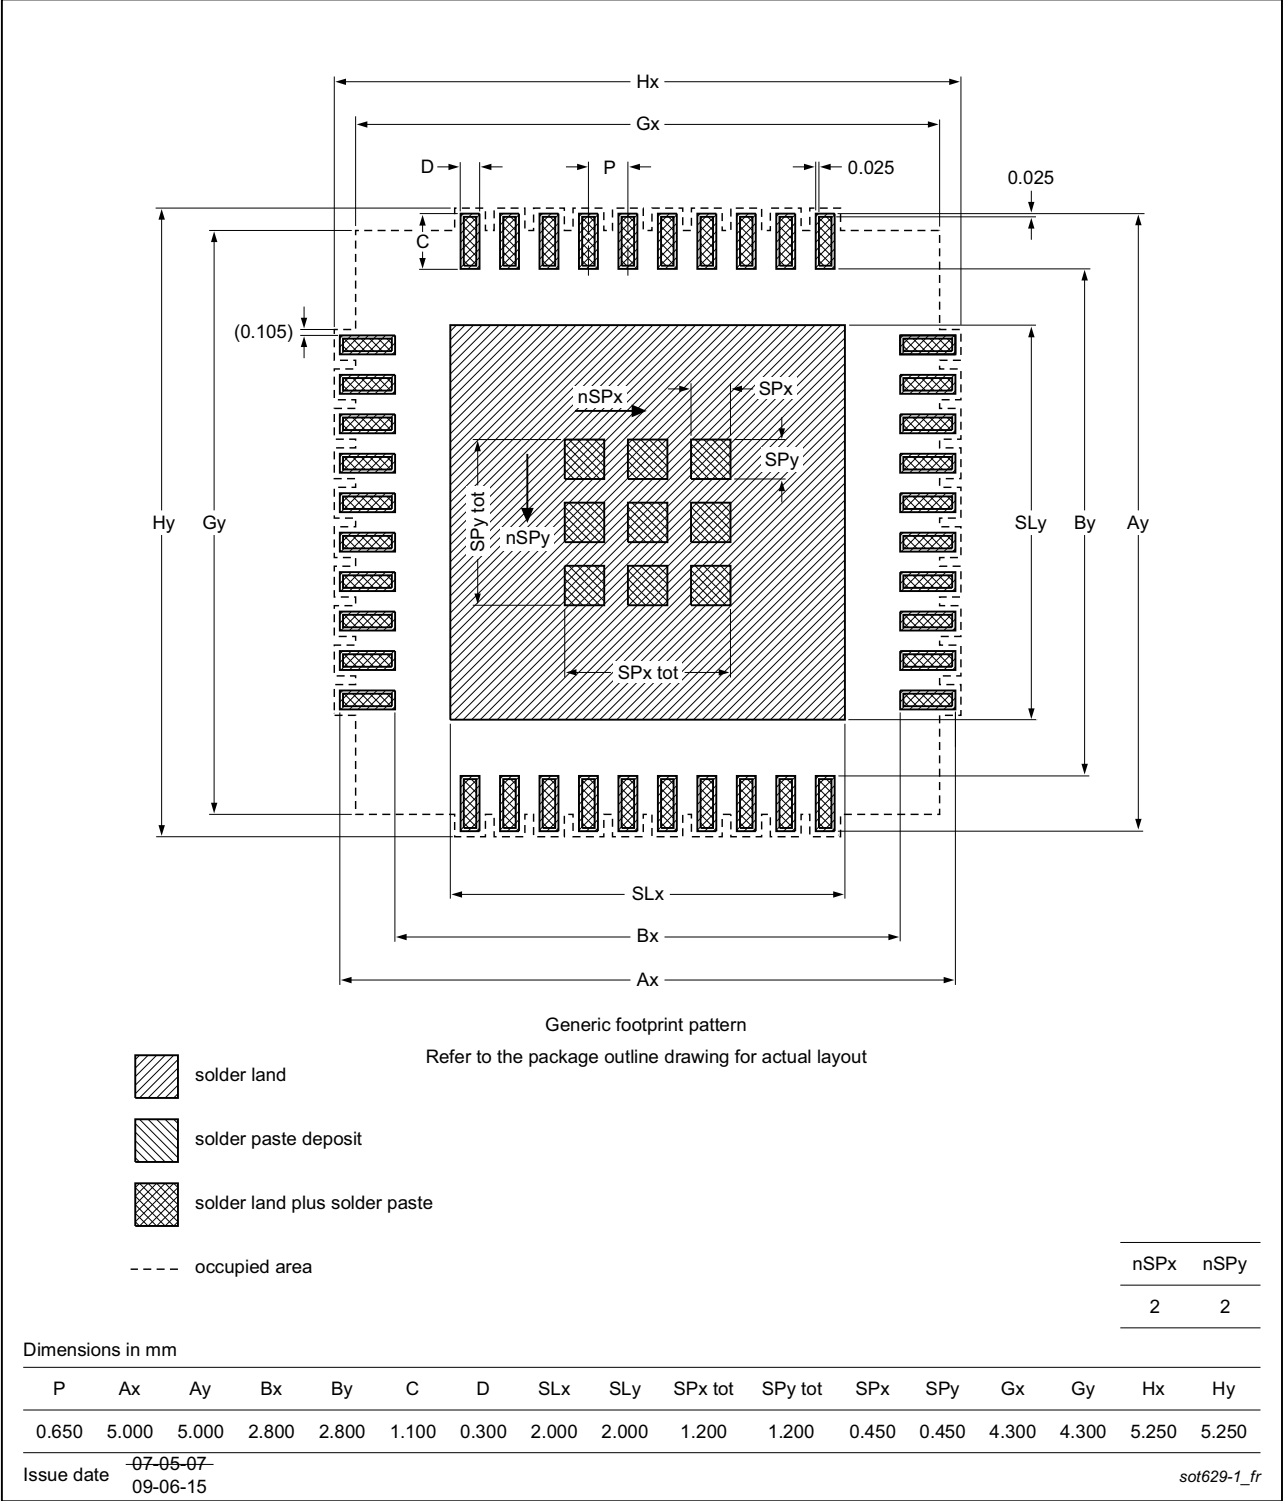 Hx
Gx
D
P
0.025
0.025
C
(0.105)
nSPx
SPx
SPy
SPy tot
nSPy
Hy
Gy
SLy
By
Ay
SPx tot
SLx
Bx
Ax
Generic footprint pattern
Refer to the package outline drawing for actual layout
solder land
solder paste deposit
solder land plus solder paste
occupied area
nSPx nSPy
2 2
Dimensions in mm
P Ax Ay Bx By C D SLx SLy SPx tot SPy tot SPx SPy Gx Gy Hx Hy
0.650 5.000 5.000 2.800 2.800 1.100 0.300 2.000 2.000 1.200 1.200 0.450 0.450 4.300 4.300 5.250 5.250
Issue date 07-05-07
09-06-15
sot629-1_fr